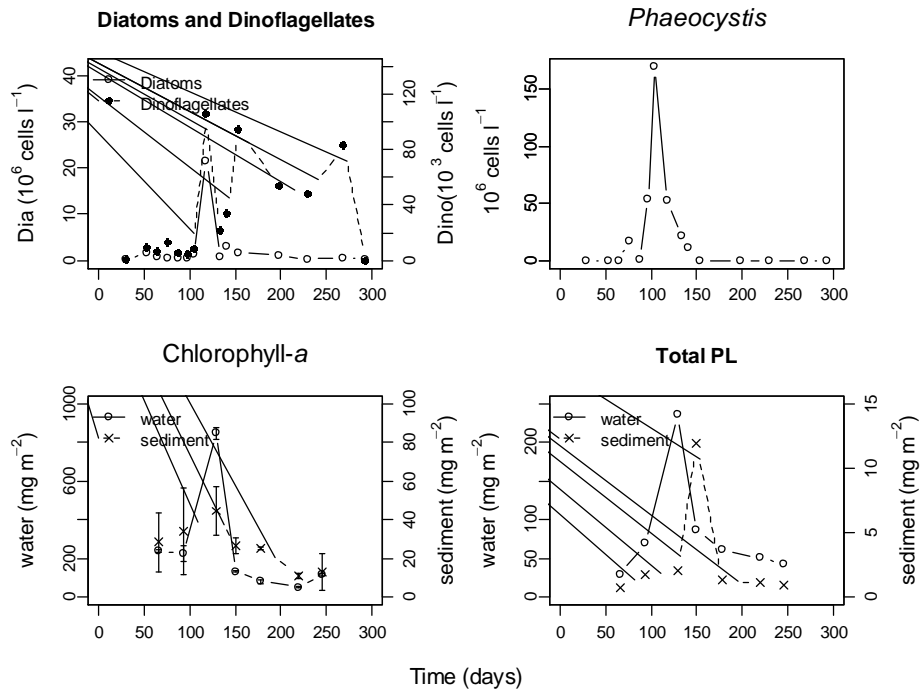 Diatoms and Dinoflagellates
Phaeocystis
Dia (10⁶ cells l⁻¹)
40
30
20
10
0
Diatoms
Dinoflagellates
120
80
40
0
Dino(10³ cells l⁻¹)
0 50 100 150 200 250 300
10⁶ cells l⁻¹
150
100
50
0
0 50 100 150 200 250 300
Chlorophyll-a
Total PL
water (mg m⁻²)
1000
600
200
0
water
sediment
100
80
60
40
20
0
sediment (mg m⁻²)
0 50 100 150 200 250 300
water (mg m⁻²)
200
100
50
0
water
sediment
15
10
5
0
sediment (mg m⁻²)
0 50 100 150 200 250 300
Time (days)